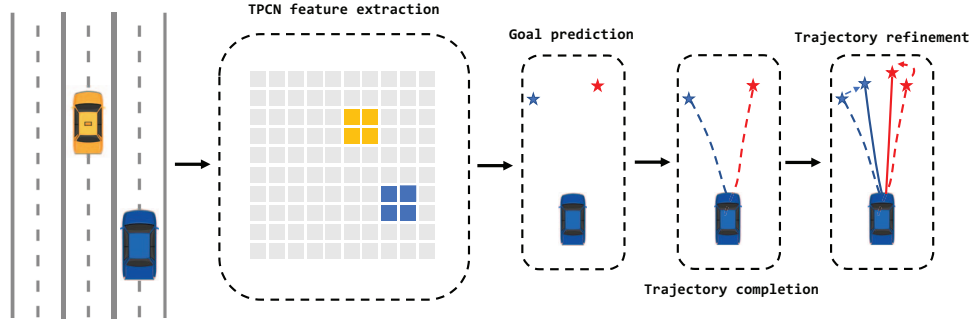 TPCN feature extraction
Goal prediction
Trajectory refinement
Trajectory completion